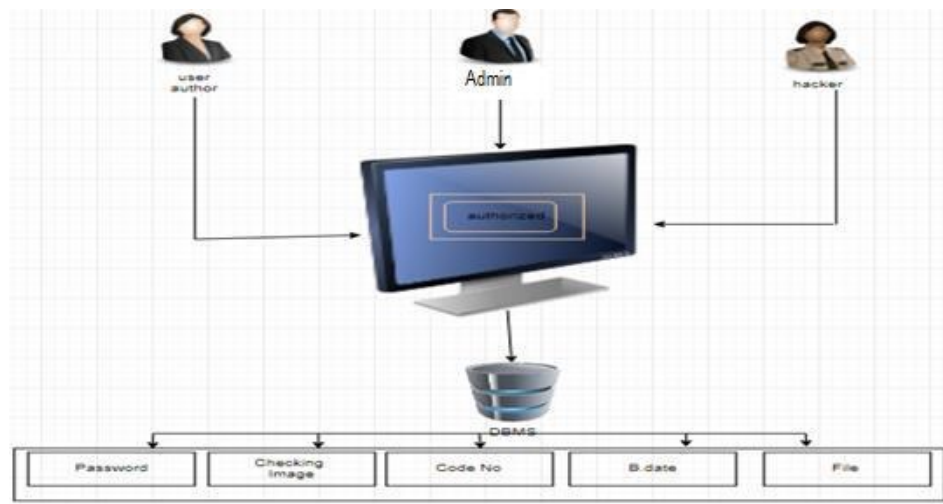 user
author
Admin
hacker
authorized
DBMS
Password
Checking
Image
Code No
B.date
File